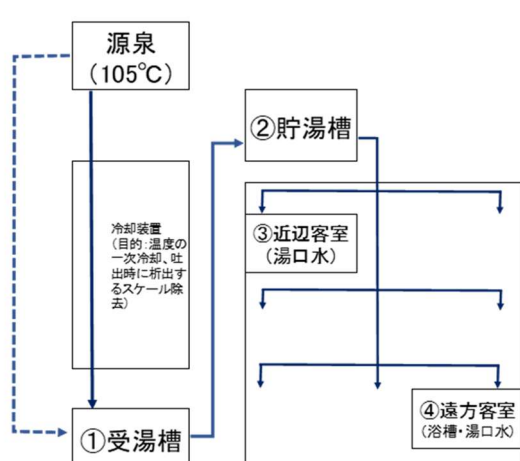 源泉
(105℃)
②貯湯槽
冷却装置
(目的:温度の
一次冷却、吐
出時に析出す
るスケール除
去)
③近辺客室
(湯口水)
④遠方客室
(浴槽・湯口水)
①受湯槽